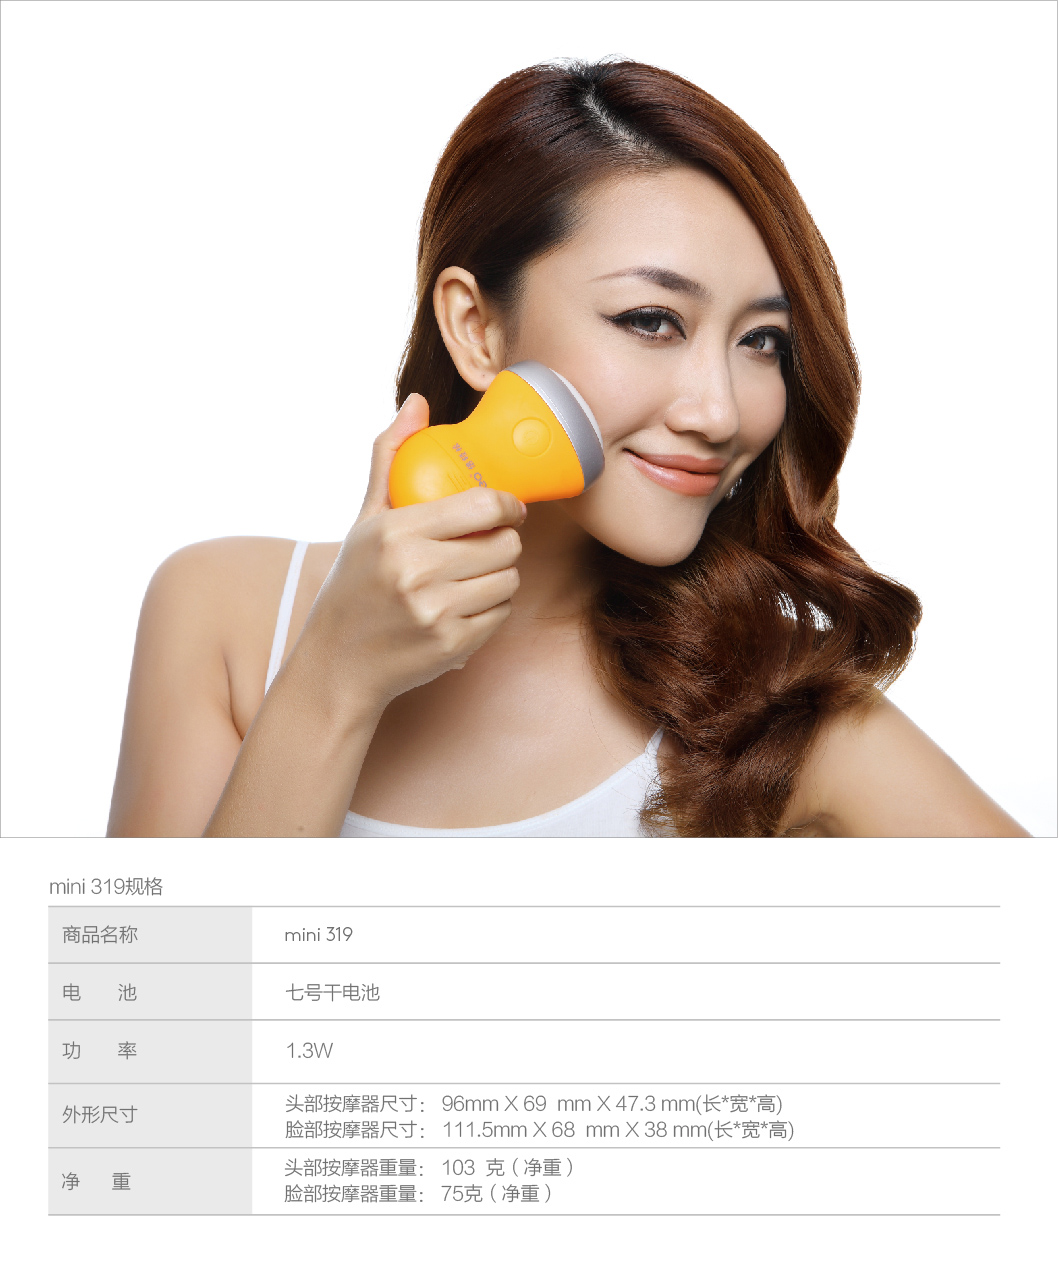 mini 319规格
商品名称 mini 319
电 池 七号干电池
功 率 1.3W
外形尺寸
头部按摩器尺寸： 96mm X 69 mm X 47.3 mm(长*宽*高)
脸部按摩器尺寸： 111.5mm X 68 mm X 38 mm(长*宽*高)
净 重
头部按摩器重量： 103 克（净重）
脸部按摩器重量： 75克（净重）